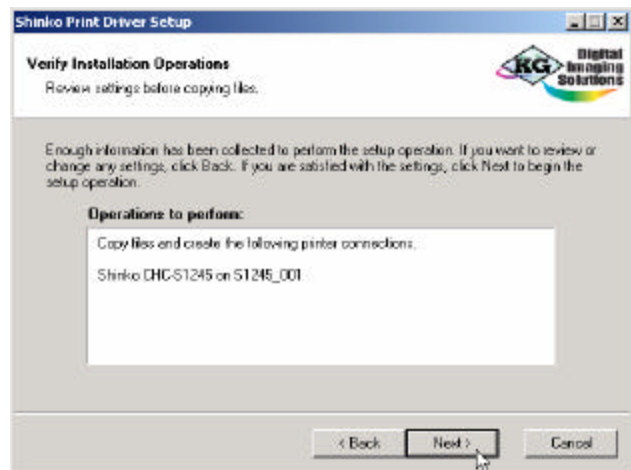 Shinko Print Driver Setup
Verify Installation Operations
Review settings before copying files.
KG Digital
Imaging
Solutions
Enough information has been collected to perform the setup operation. If you want to review or
change any settings, click Back. If you are satisfied with the settings, click Next to begin the
setup operation.
Operations to perform:
Copy files and create the following printer connections.
Shinko CHC-S1245 on S1245_001
< Back Next > Cancel